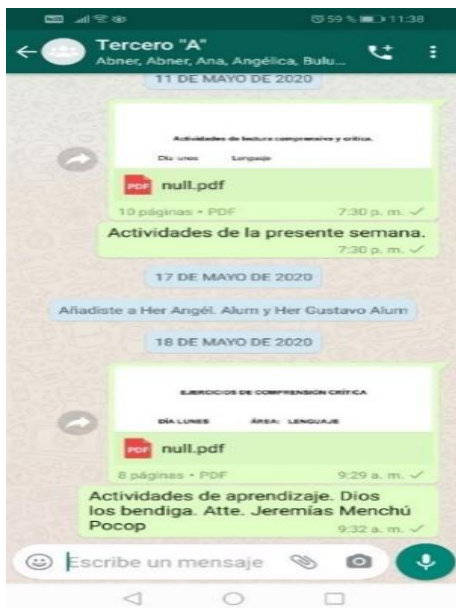 59 % 11:38
Tercero "A"
Abner, Abner, Ana, Angélica, Bulu...
11 DE MAYO DE 2020
Actividades de lectura comprensiva y crítica.
Día: lunes Lenguaje
PDF null.pdf
10 páginas • PDF 7:30 p. m.
Actividades de la presente semana.
7:30 p. m.
17 DE MAYO DE 2020
Añadiste a Her Angél. Alum y Her Gustavo Alum
18 DE MAYO DE 2020
EJERCICIOS DE COMPRENSIÓN CRÍTICA
DÍA LUNES ÁREA: LENGUAJE
PDF null.pdf
8 páginas • PDF 9:29 a. m.
Actividades de aprendizaje. Dios
los bendiga. Atte. Jeremías Menchú
Pocop 9:32 a. m.
Escribe un mensaje